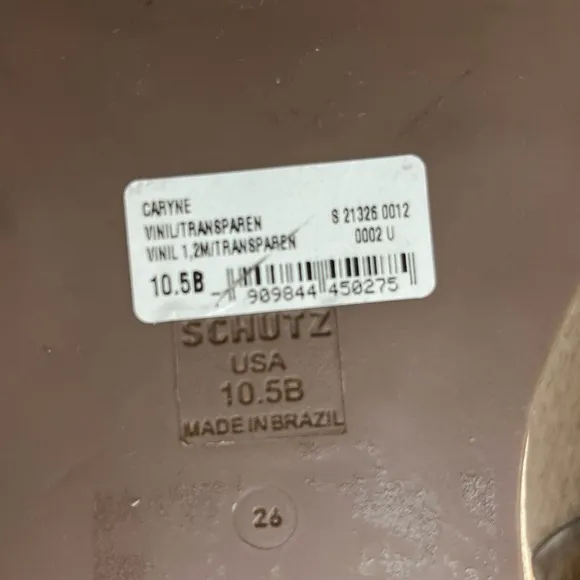 CARYNE
VINIL/TRANSPAREN S 21326 0012
VINIL 1,2M/TRANSPAREN 0002 U
10.5B 909844 450275
SCHUTZ
USA
10.5B
MADE IN BRAZIL
26